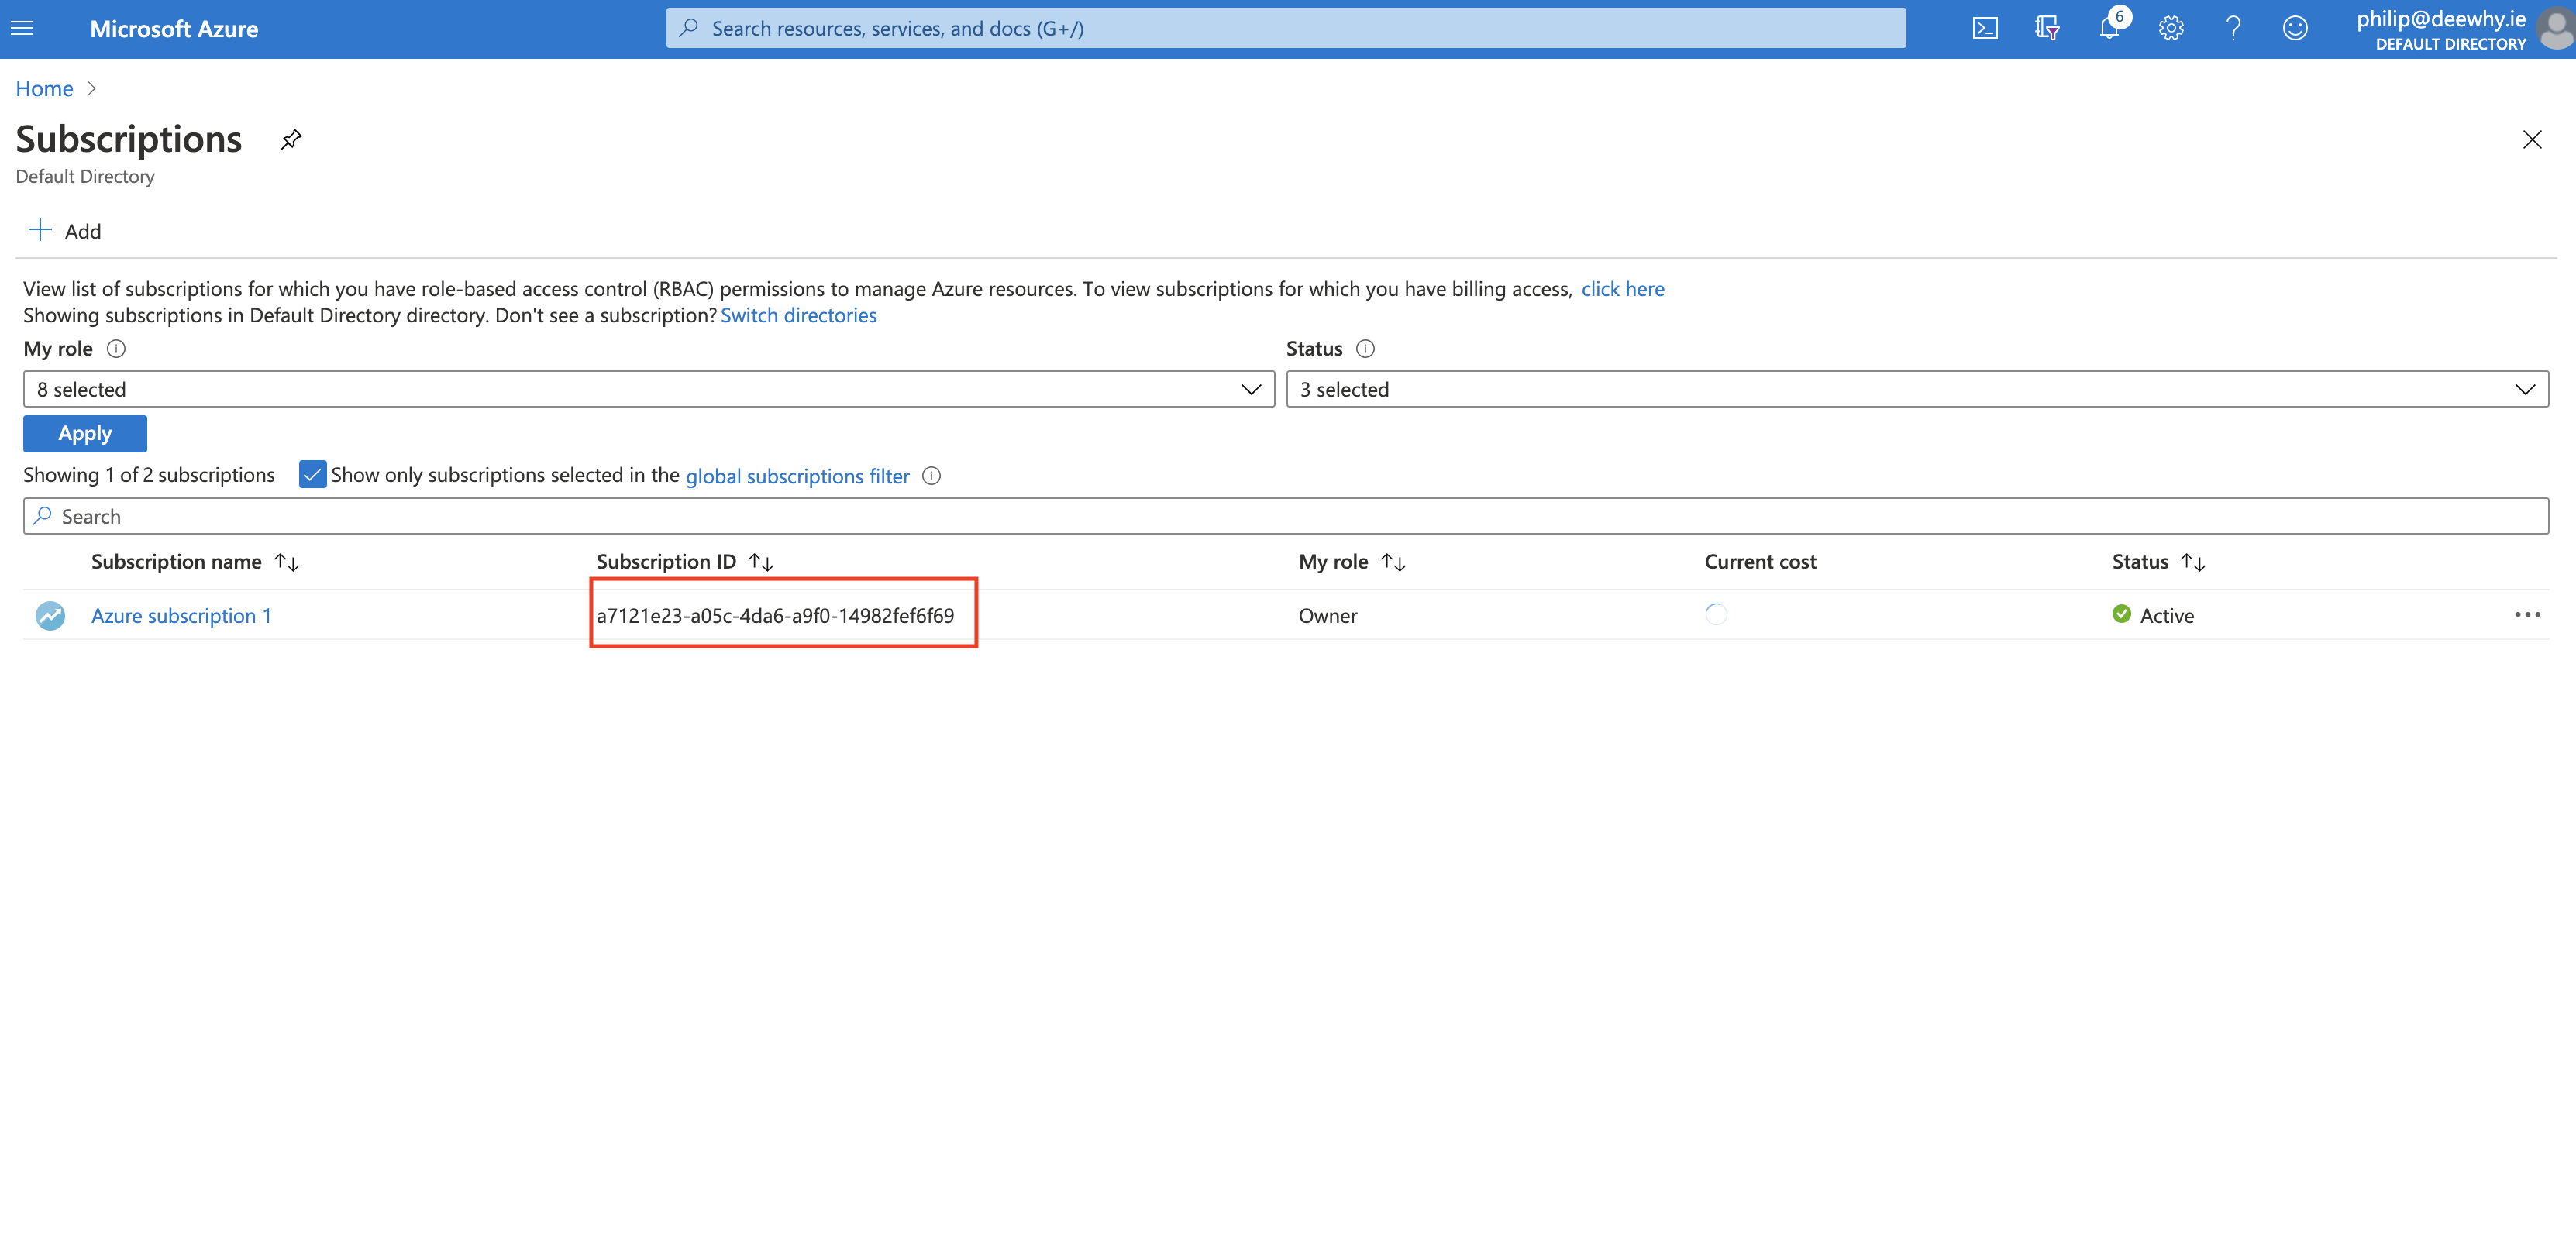 Microsoft Azure
Search resources, services, and docs (G+/)
6
philip@deewhy.ie
DEFAULT DIRECTORY
Home
Subscriptions
Default Directory
Add
View list of subscriptions for which you have role-based access control (RBAC) permissions to manage Azure resources. To view subscriptions for which you have billing access, click here
Showing subscriptions in Default Directory directory. Don't see a subscription? Switch directories
My role
Status
8 selected
3 selected
Apply
Showing 1 of 2 subscriptions
Show only subscriptions selected in the global subscriptions filter
Search
Subscription name
Subscription ID
My role
Current cost
Status
Azure subscription 1
a7121e23-a05c-4da6-a9f0-14982fef6f69
Owner
Active